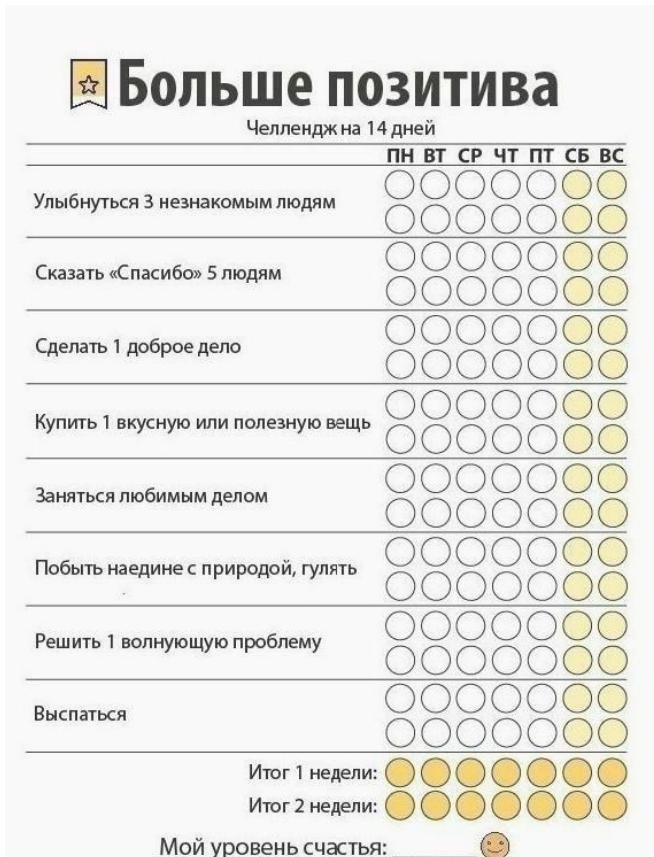 Больше позитива
Челлендж на 14 дней
ПН ВТ СР ЧТ ПТ СБ ВС
Улыбнуться 3 незнакомым людям
Сказать «Спасибо» 5 людям
Сделать 1 доброе дело
Купить 1 вкусную или полезную вещь
Заняться любимым делом
Побыть наедине с природой, гулять
Решить 1 волнующую проблему
Выспаться
Итог 1 недели:
Итог 2 недели:
Мой уровень счастья: ______